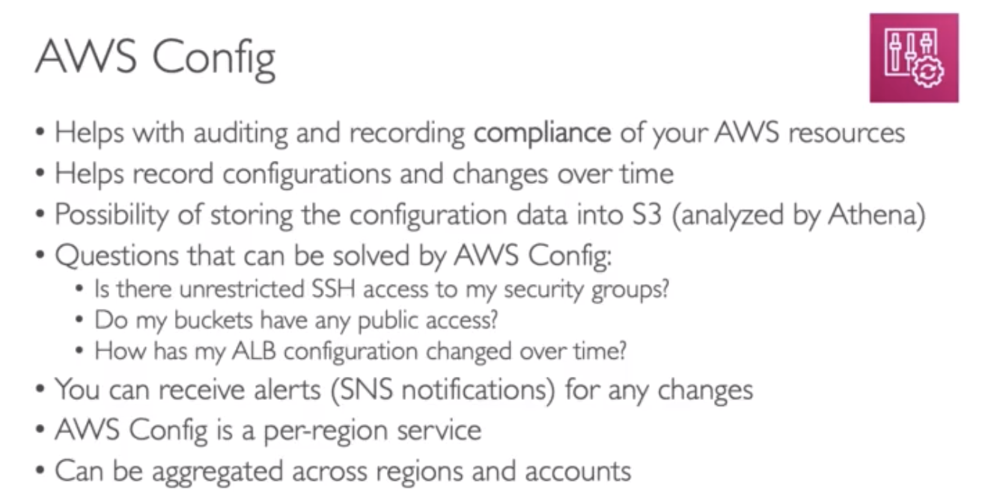 AWS Config
• Helps with auditing and recording compliance of your AWS resources
• Helps record configurations and changes over time
• Possibility of storing the configuration data into S3 (analyzed by Athena)
• Questions that can be solved by AWS Config:
• Is there unrestricted SSH access to my security groups?
• Do my buckets have any public access?
• How has my ALB configuration changed over time?
• You can receive alerts (SNS notifications) for any changes
• AWS Config is a per-region service
• Can be aggregated across regions and accounts